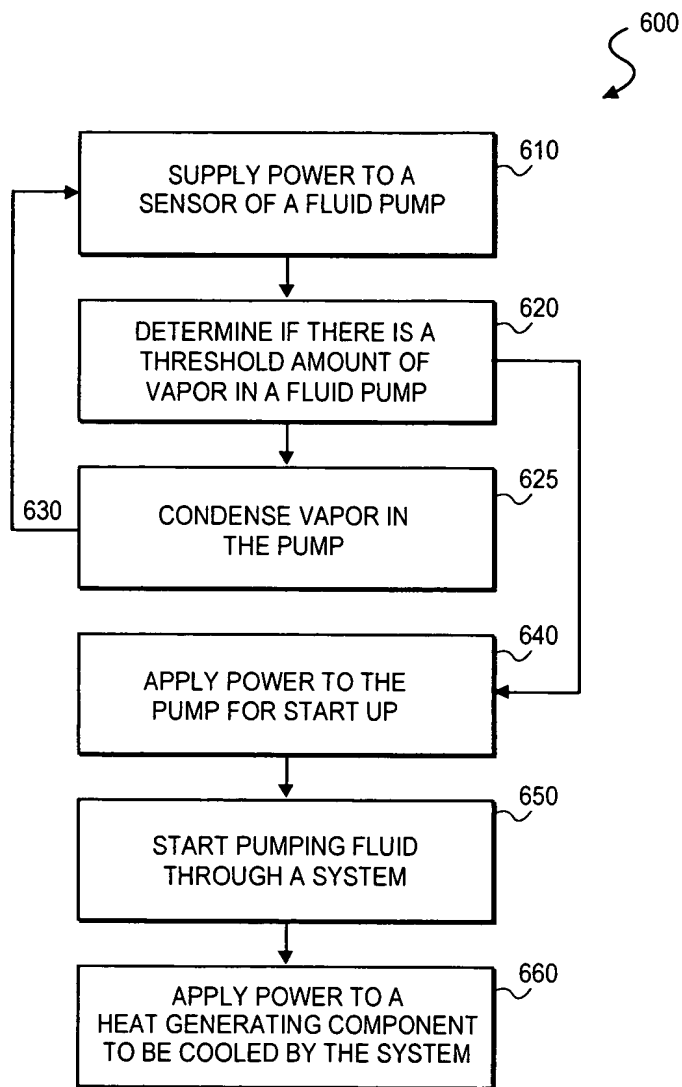 600
610
SUPPLY POWER TO A
SENSOR OF A FLUID PUMP
620
DETERMINE IF THERE IS A
THRESHOLD AMOUNT OF
VAPOR IN A FLUID PUMP
625
630
CONDENSE VAPOR IN
THE PUMP
640
APPLY POWER TO THE
PUMP FOR START UP
650
START PUMPING FLUID
THROUGH A SYSTEM
660
APPLY POWER TO A
HEAT GENERATING COMPONENT
TO BE COOLED BY THE SYSTEM